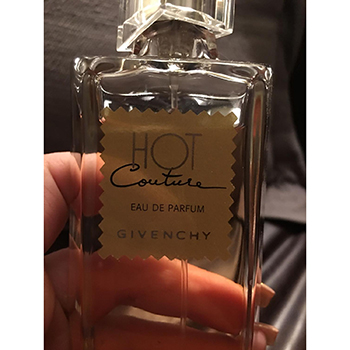 HOT
Couture
EAU DE PARFUM
GIVENCHY